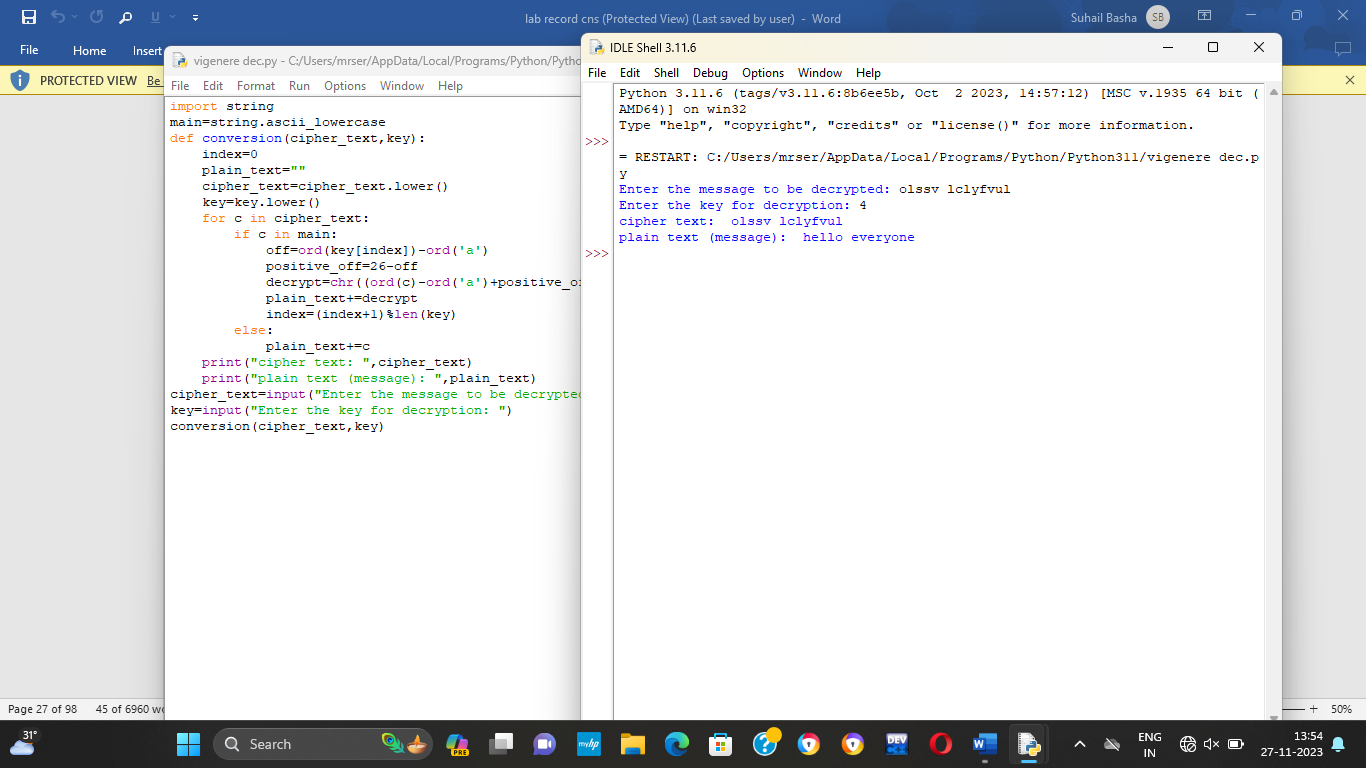 lab record cns (Protected View) (Last saved by user) - Word
Suhail Basha
SB
File
Home
Insert
PROTECTED VIEW
Be
vigenere dec.py - C:/Users/mrser/AppData/Local/Programs/Python/Pytho
File Edit Format Run Options Window Help
import string
main=string.ascii_lowercase
def conversion(cipher_text,key):
    index=0
    plain_text=""
    cipher_text=cipher_text.lower()
    key=key.lower()
    for c in cipher_text:
        if c in main:
            off=ord(key[index])-ord('a')
            positive_off=26-off
            decrypt=chr((ord(c)-ord('a')+positive_of
            plain_text+=decrypt
            index=(index+1)%len(key)
        else:
            plain_text+=c
    print("cipher text: ",cipher_text)
    print("plain text (message): ",plain_text)
cipher_text=input("Enter the message to be decrypted
key=input("Enter the key for decryption: ")
conversion(cipher_text,key)
IDLE Shell 3.11.6
File Edit Shell Debug Options Window Help
Python 3.11.6 (tags/v3.11.6:8b6ee5b, Oct  2 2023, 14:57:12) [MSC v.1935 64 bit (
AMD64)] on win32
Type "help", "copyright", "credits" or "license()" for more information.
>>>
= RESTART: C:/Users/mrser/AppData/Local/Programs/Python/Python311/vigenere dec.p
y
Enter the message to be decrypted: olssv lclyfvul
Enter the key for decryption: 4
cipher text:  olssv lclyfvul
plain text (message):  hello everyone
>>>
Page 27 of 98
45 of 6960 wo
50%
31°
Search
PRE
myhp
DEV
W
ENG
IN
13:54
27-11-2023